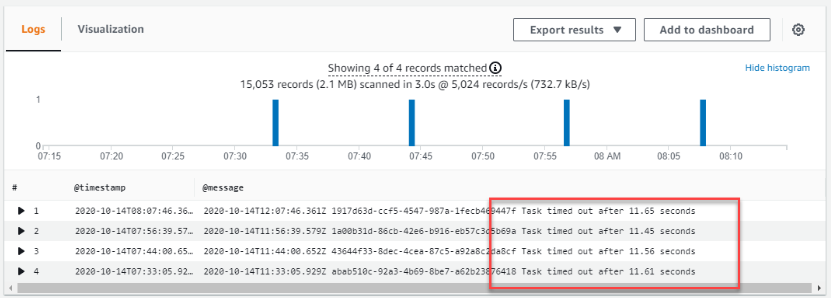 Logs Visualization Export results ▼ Add to dashboard
Showing 4 of 4 records matched
15,053 records (2.1 MB) scanned in 3.0s @ 5,024 records/s (732.7 kB/s)
Hide histogram
1
0
07:15 07:20 07:25 07:30 07:35 07:40 07:45 07:50 07:55 08 AM 08:05 08:10
# @timestamp @message
1 2020-10-14T08:07:46.36... 2020-10-14T12:07:46.361Z 1917d63d-ccf5-4547-987a-1fecb469447f Task timed out after 11.65 seconds
2 2020-10-14T07:56:39.57... 2020-10-14T11:56:39.579Z 1a00b31d-86cb-42e6-b916-eb57c3d5b69a Task timed out after 11.45 seconds
3 2020-10-14T07:44:00.65... 2020-10-14T11:44:00.652Z 43644f33-8dec-4cea-87c5-a92a8c2da8cf Task timed out after 11.56 seconds
4 2020-10-14T07:33:05.92... 2020-10-14T11:33:05.929Z abab510c-92a3-4b69-8be7-a62b23876418 Task timed out after 11.61 seconds